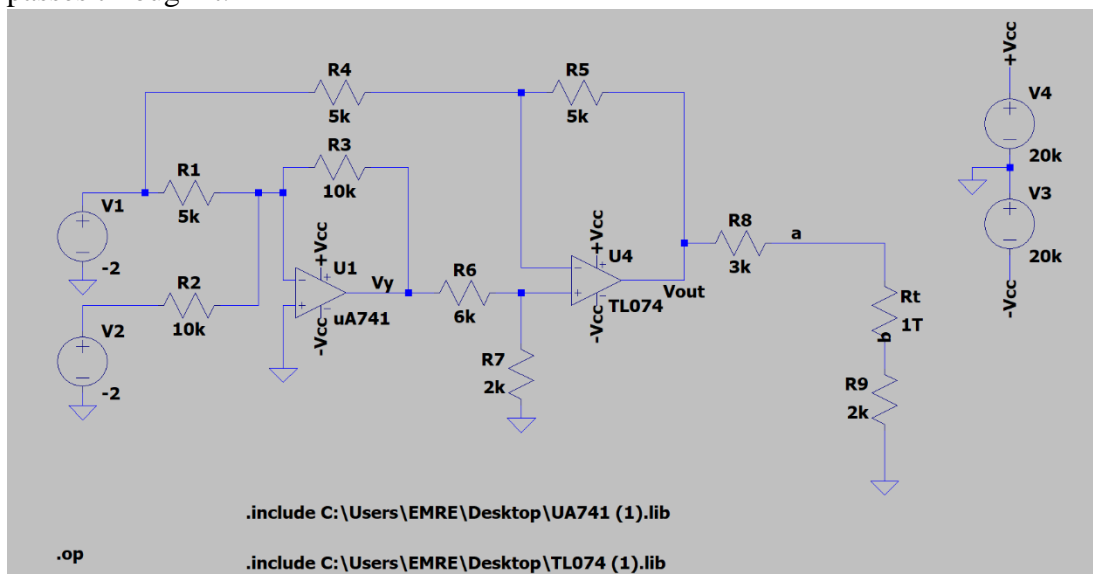 R4
5k
R5
5k
R3
10k
R1
5k
V1
-2
R2
10k
V2
-2
+Vcc
U1
-Vcc
uA741
Vy
R6
6k
R7
2k
+Vcc
U4
-Vcc
TL074
Vout
R8
3k
a
Rt
1T
b
R9
2k
+Vcc
V4
20k
V3
20k
-Vcc
.include C:\Users\EMRE\Desktop\UA741 (1).lib
.op
.include C:\Users\EMRE\Desktop\TL074 (1).lib